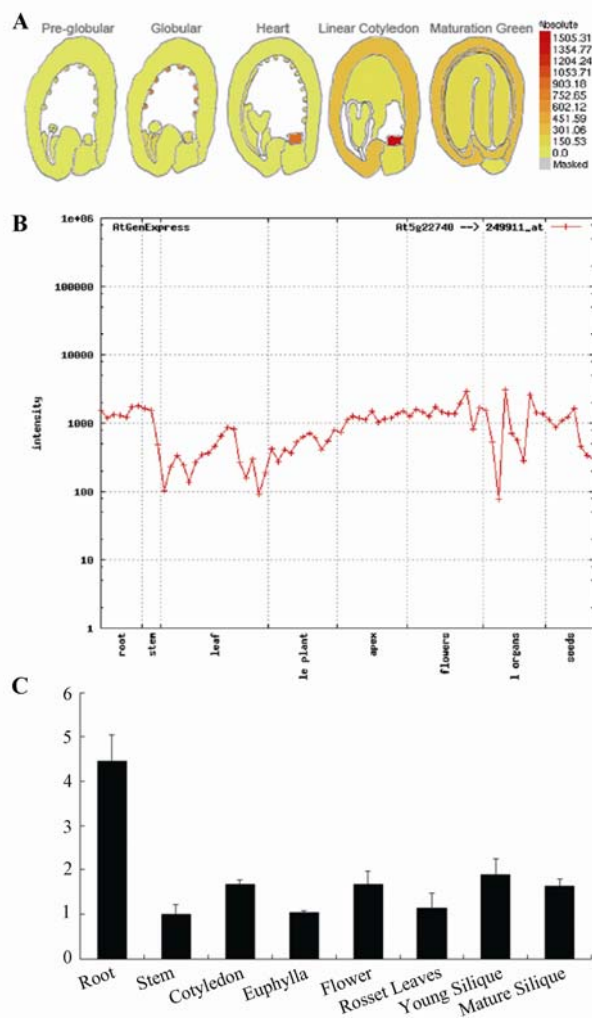 A
Pre-globular
Globular
Heart
Linear Cotyledon
Maturation Green
Absolute
1505.31
1354.77
1204.24
1053.71
903.18
752.65
602.12
451.59
301.06
150.53
0.0
Masked
B
AtGenExpress
At5g22740 --> 249911_at
1e+06
100000
10000
1000
100
10
1
intensity
root
stem
leaf
le plant
apex
flowers
l organs
seeds
C
6
5
4
3
2
1
0
Root
Stem
Cotyledon
Euphylla
Flower
Rosset Leaves
Young Silique
Mature Silique